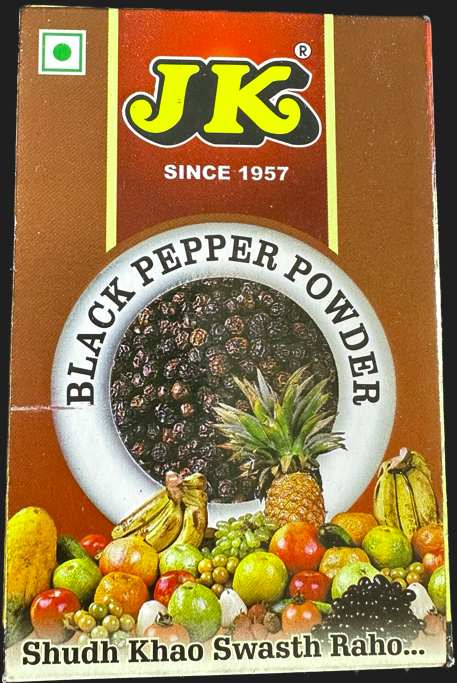 JK®
SINCE 1957
BLACK PEPPER POWDER
Shudh Khao Swasth Raho...